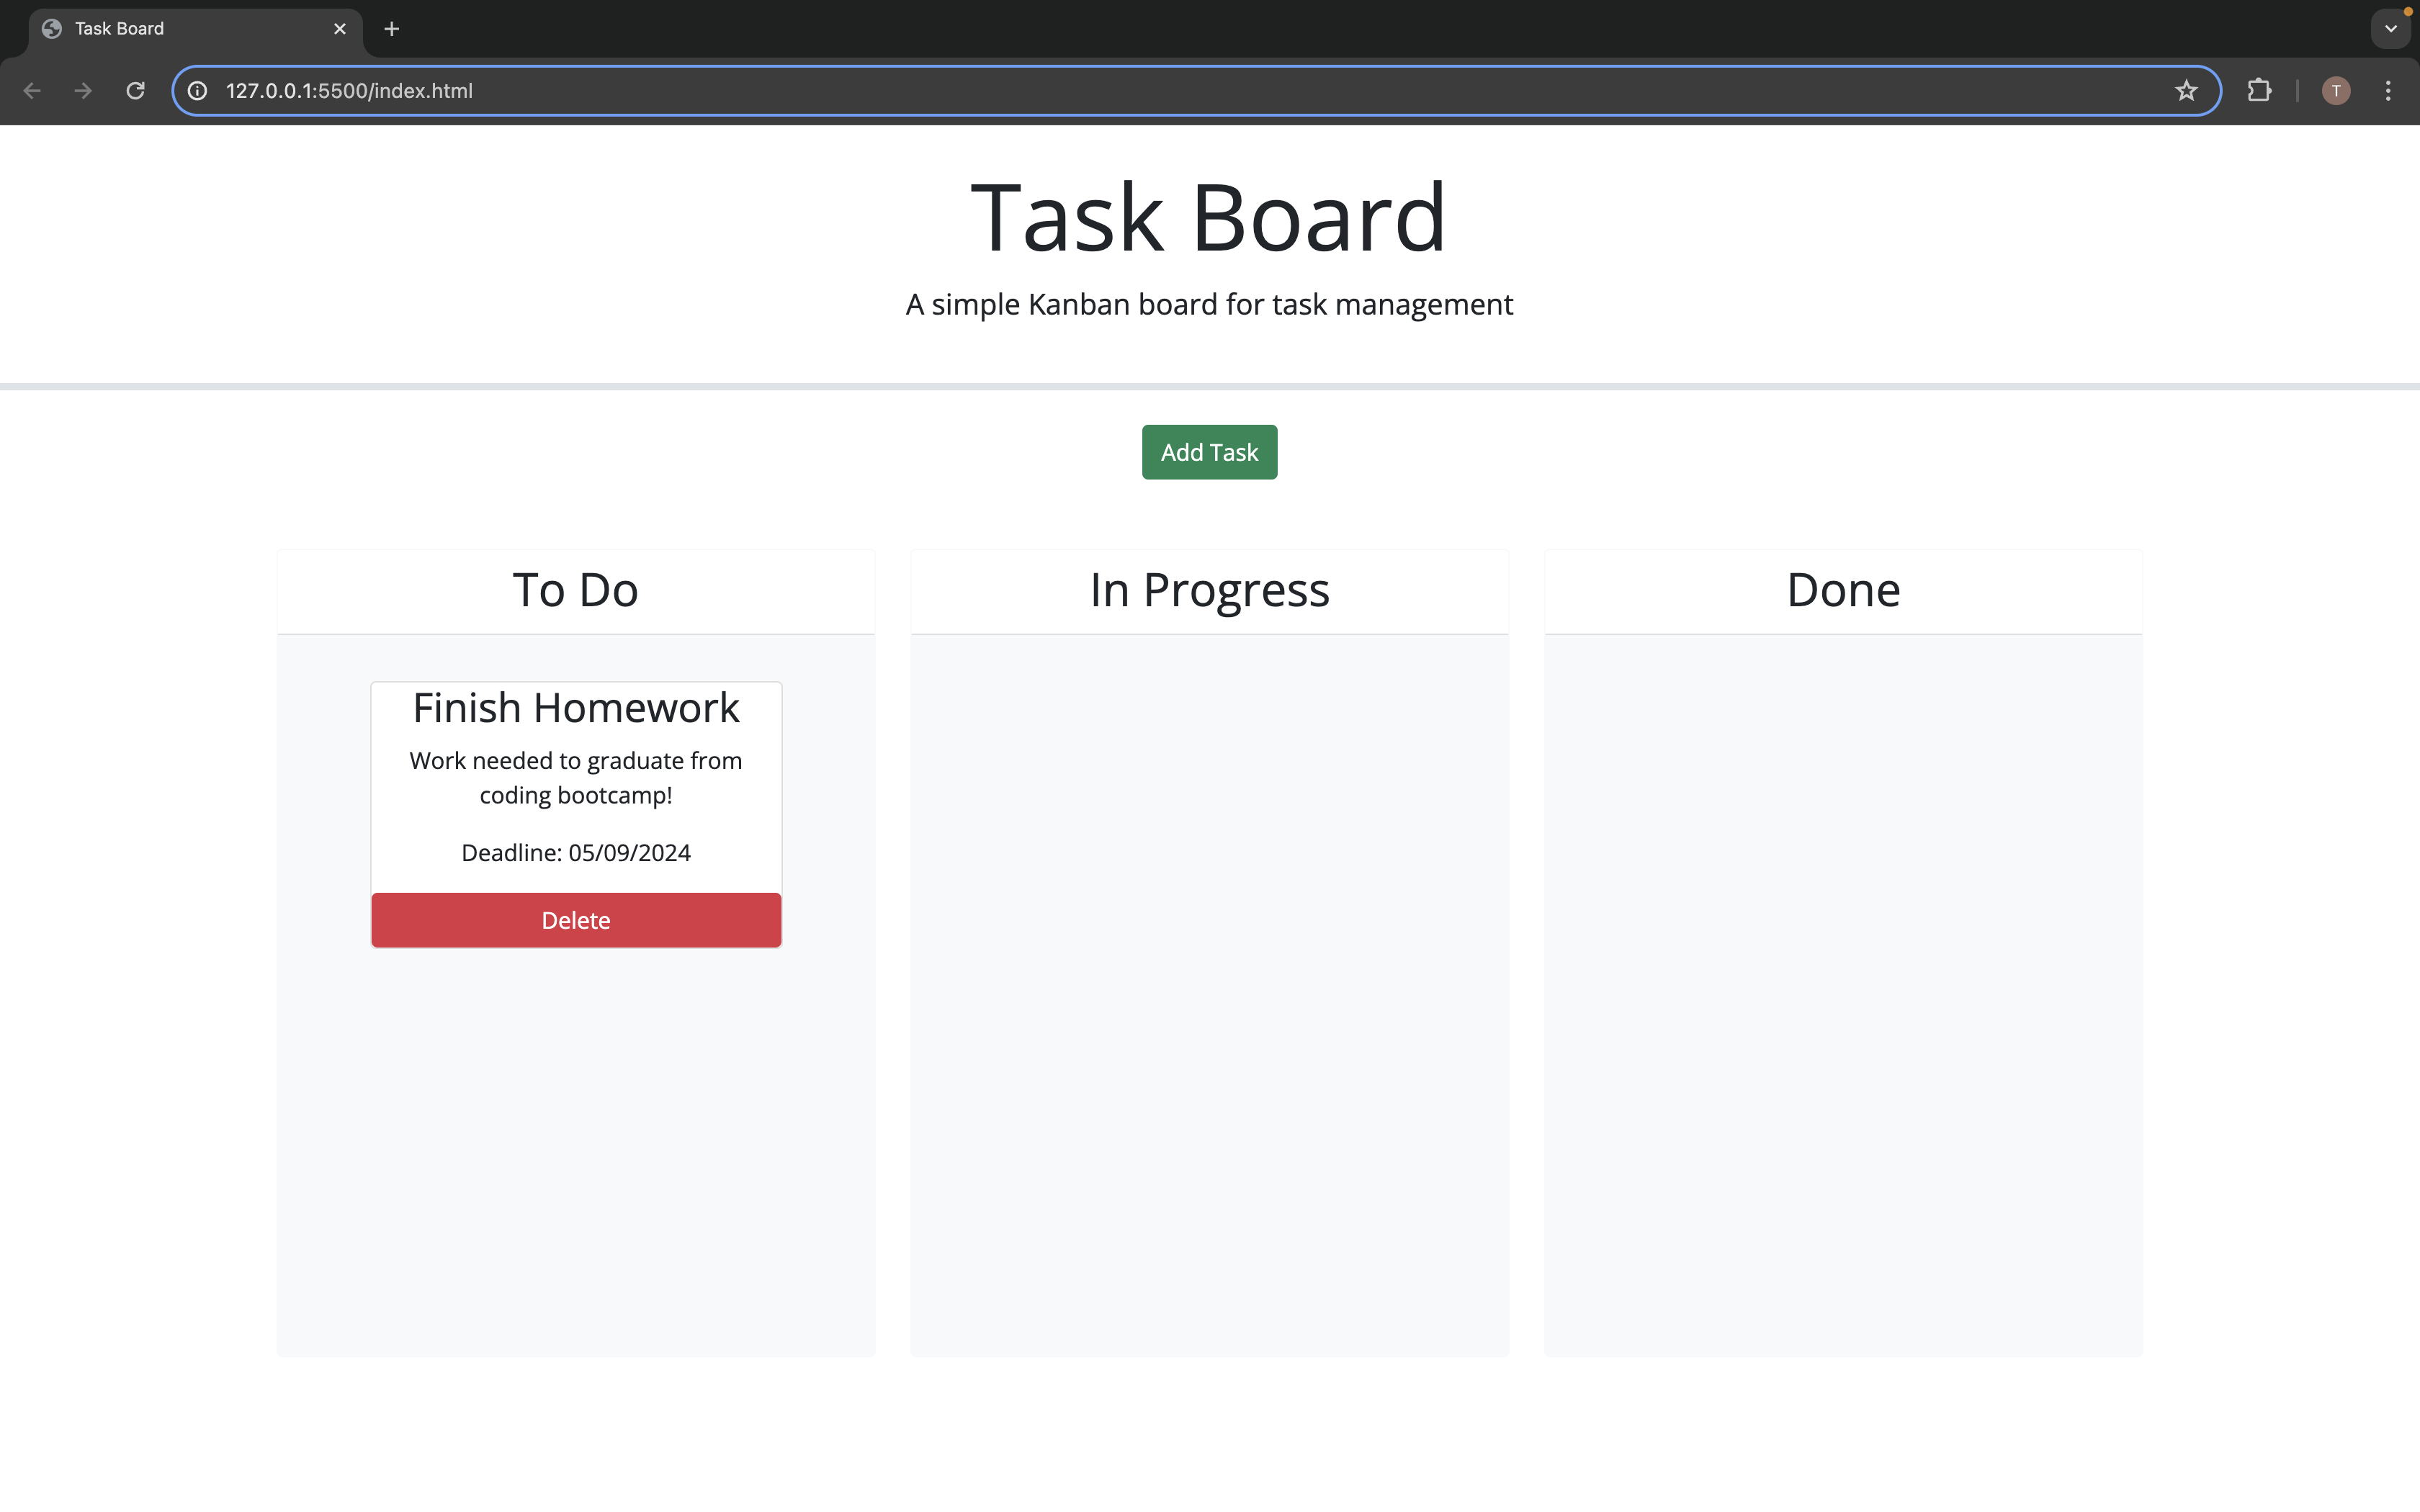 Task Board
127.0.0.1:5500/index.html
T
Task Board
A simple Kanban board for task management
Add Task
To Do
In Progress
Done
Finish Homework
Work needed to graduate from
coding bootcamp!
Deadline: 05/09/2024
Delete